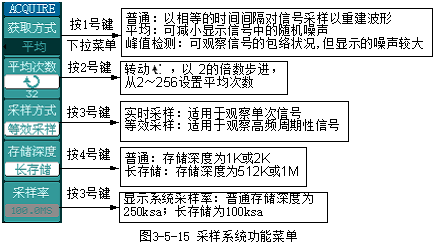 ACQUIRE
获取方式
平均
按1号键
下拉菜单
普通：以相等的时间间隔对信号采样以重建波形
平均：可减小显示信号中的随机噪声
峰值检测：可观察信号的包络状况,但显示的噪声较大
平均次数
32
按2号键
转动，以 2的倍数步进，
从2～256设置平均次数
采样方式
等效采样
按3号键
实时采样：适用于观察单次信号
等效采样：适用于观察高频周期性信号
存储深度
长存储
按4号键
普通：存储深度为1K或2K
长存储：存储深度为512K或1M
采样率
100.0MS
按3号键
显示系统采样率：普通存储深度为
250ksa；长存储为100ksa
图3-5-15 采样系统功能菜单